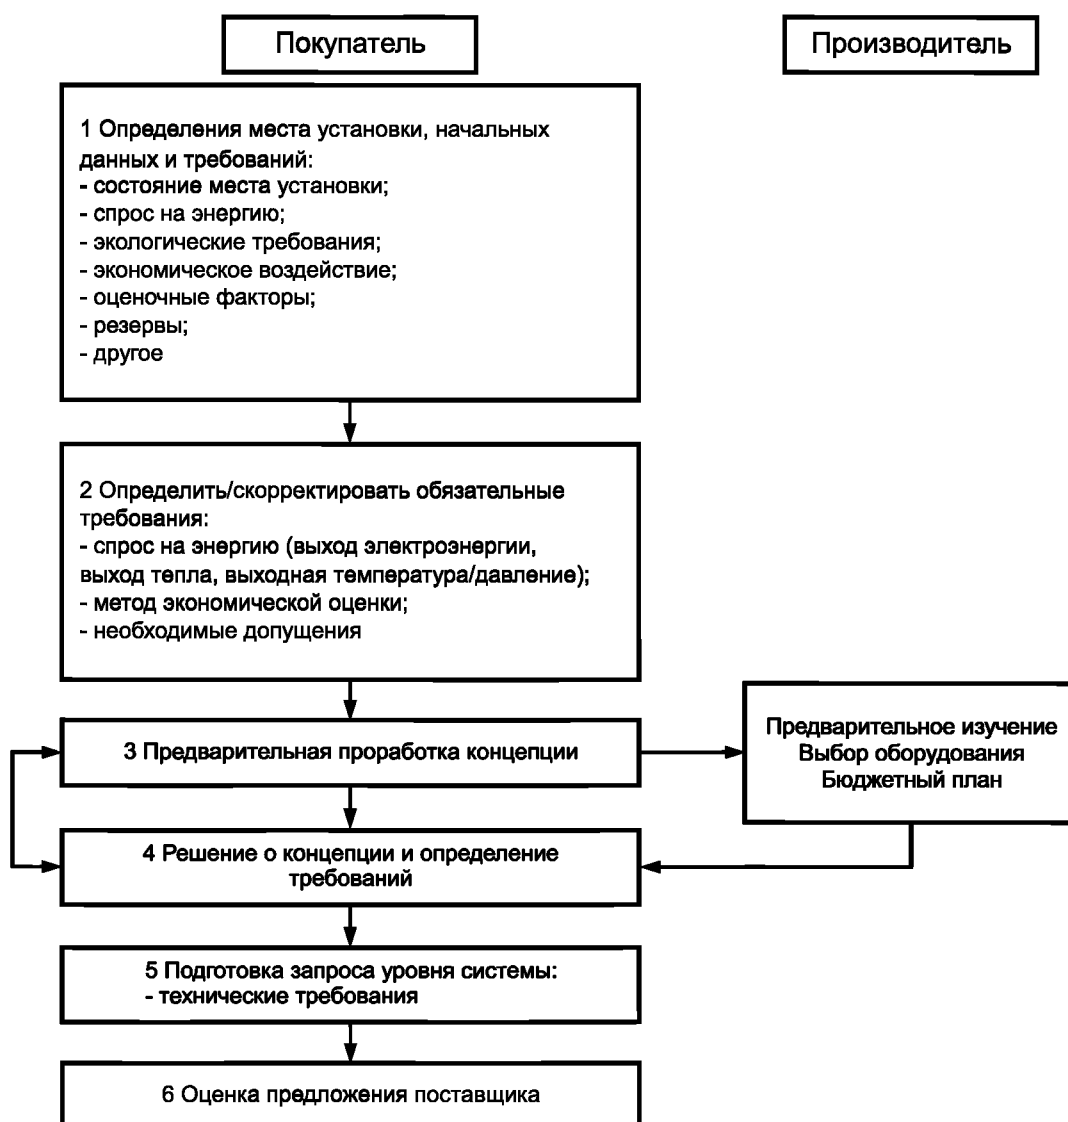 Покупатель
Производитель
1 Определения места установки, начальных
данных и требований:
- состояние места установки;
- спрос на энергию;
- экологические требования;
- экономическое воздействие;
- оценочные факторы;
- резервы;
- другое
2 Определить/скорректировать обязательные
требования:
- спрос на энергию (выход электроэнергии,
выход тепла, выходная температура/давление);
- метод экономической оценки;
- необходимые допущения
3 Предварительная проработка концепции
Предварительное изучение
Выбор оборудования
Бюджетный план
4 Решение о концепции и определение
требований
5 Подготовка запроса уровня системы:
- технические требования
6 Оценка предложения поставщика